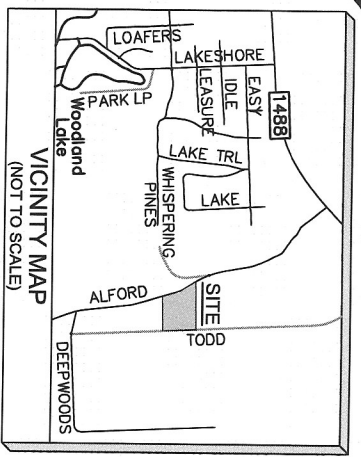 LOAFERS
LAKESHORE
LEASURE
IDLE
EASY
1488
PARK LP
Woodland
Lake
LAKE TRL
WHISPERING
PINES
LAKE
SITE
ALFORD
TODD
DEEPWOODS
VICINITY MAP
(NOT TO SCALE)